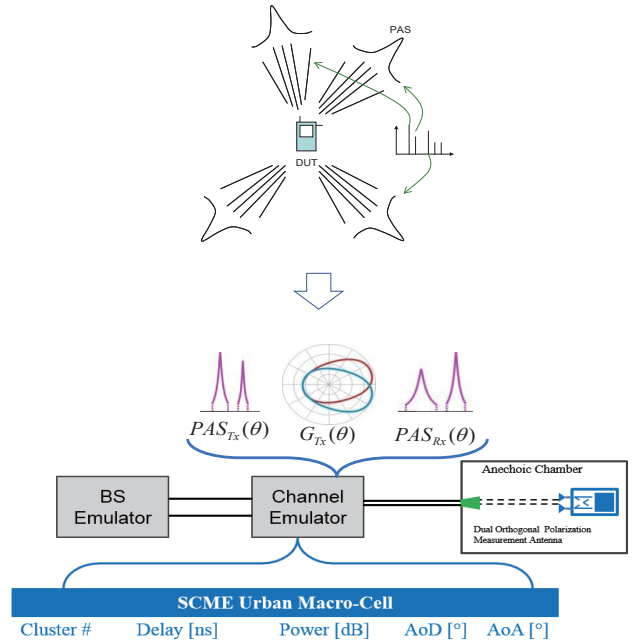 PAS
DUT
PAS_Tx(θ)
G_Tx(θ)
PAS_Rx(θ)
BS
Emulator
Channel
Emulator
Anechoic Chamber
Dual Orthogonal Polarization
Measurement Antenna
SCME Urban Macro-Cell
Cluster # Delay [ns] Power [dB] AoD [°] AoA [°]